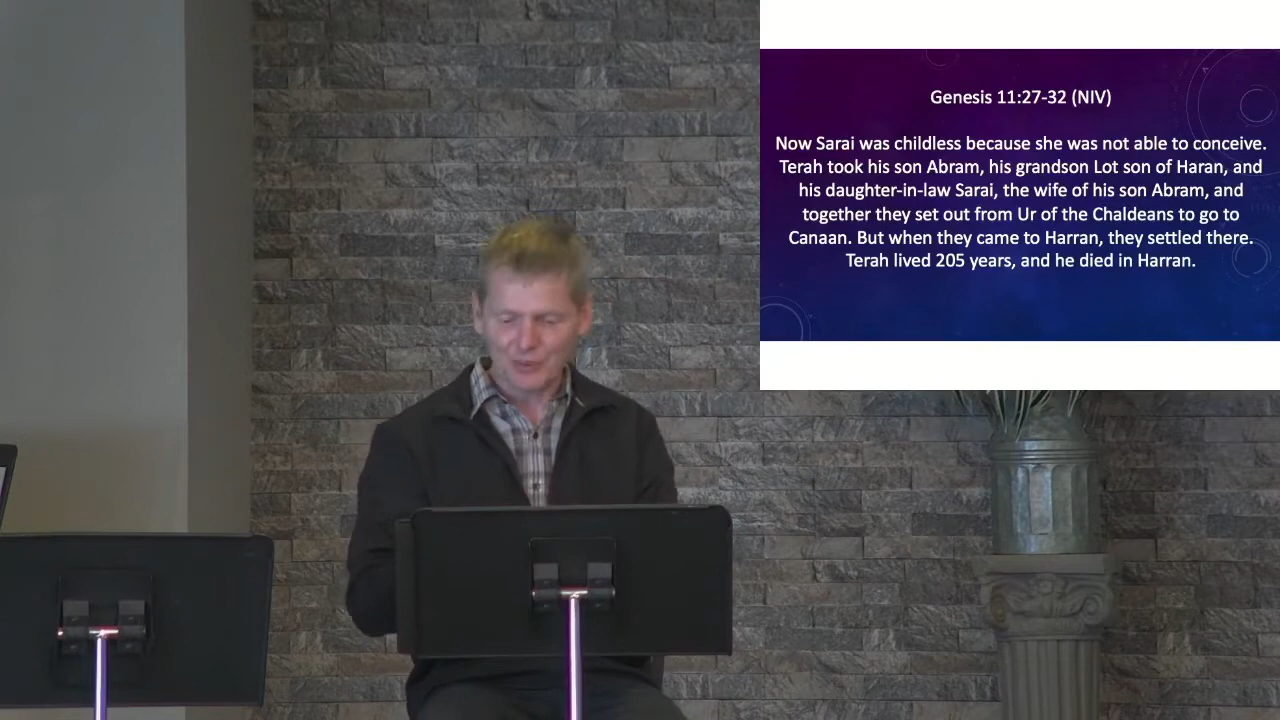 Genesis 11:27-32 (NIV)
Now Sarai was childless because she was not able to conceive.
Terah took his son Abram, his grandson Lot son of Haran, and
his daughter-in-law Sarai, the wife of his son Abram, and
together they set out from Ur of the Chaldeans to go to
Canaan. But when they came to Harran, they settled there.
Terah lived 205 years, and he died in Harran.